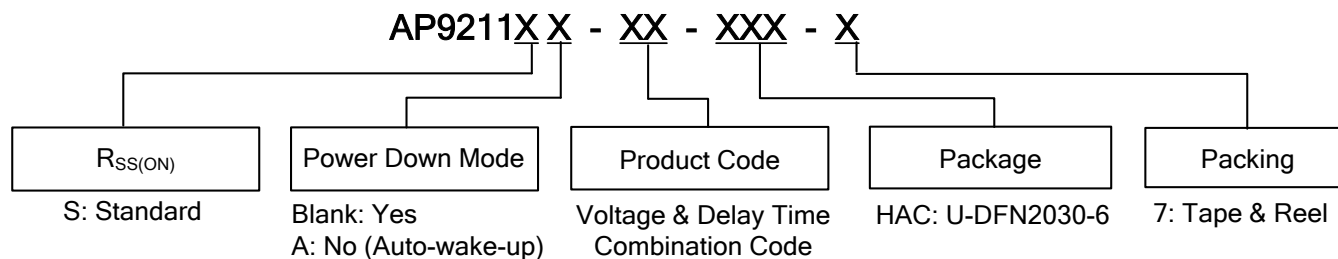 AP9211X X - XX - XXX - X
RSS(ON)
Power Down Mode
Product Code
Package
Packing
S: Standard
Blank: Yes
A: No (Auto-wake-up)
Voltage & Delay Time
Combination Code
HAC: U-DFN2030-6
7: Tape & Reel